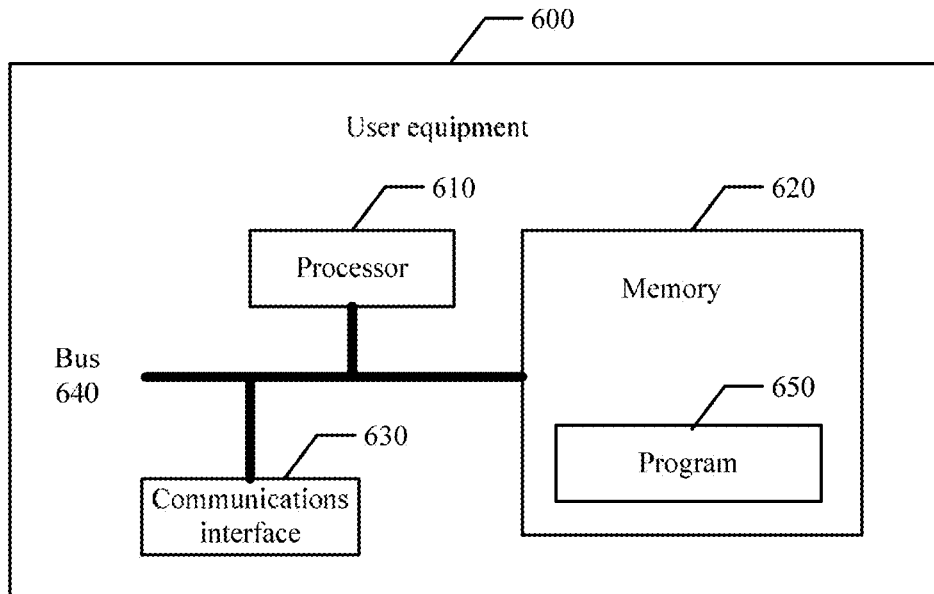 600
User equipment
610
620
Processor
Memory
Bus
640
650
630
Program
Communications
interface